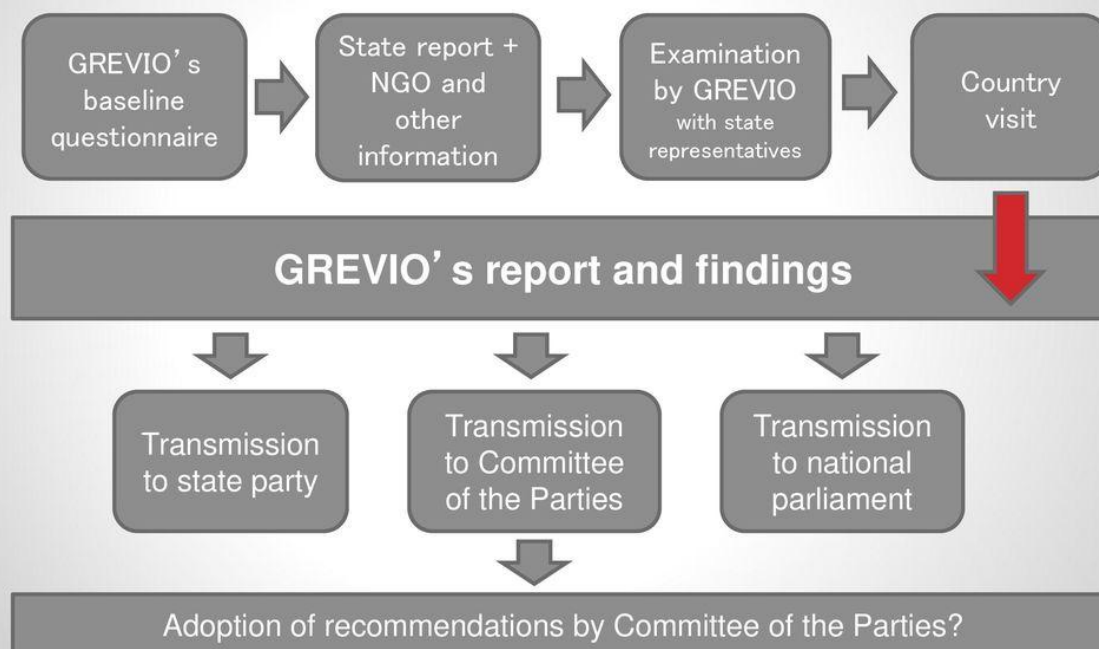 GREVIO’s
baseline
questionnaire
State report +
NGO and
other
information
Examination
by GREVIO
with state
representatives
Country
visit
GREVIO’s report and findings
Transmission
to state party
Transmission
to Committee
of the Parties
Transmission
to national
parliament
Adoption of recommendations by Committee of the Parties?